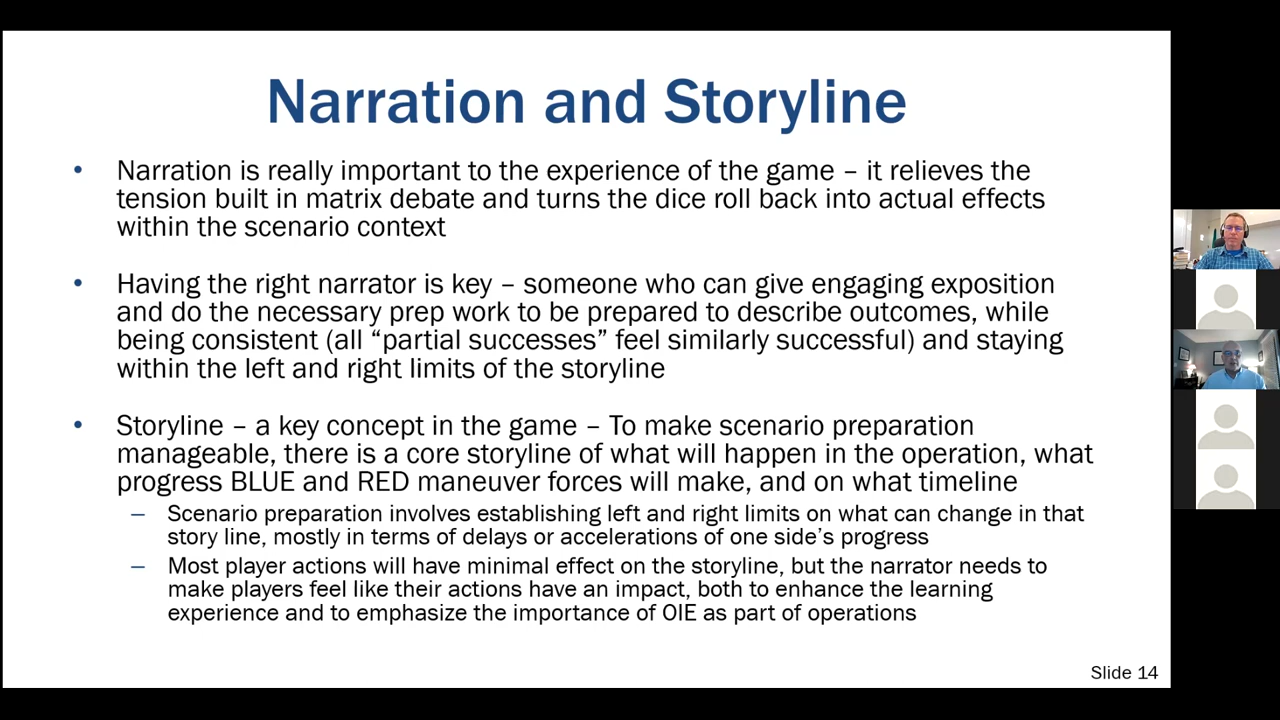 Narration and Storyline
• Narration is really important to the experience of the game – it relieves the
tension built in matrix debate and turns the dice roll back into actual effects
within the scenario context
• Having the right narrator is key – someone who can give engaging exposition
and do the necessary prep work to be prepared to describe outcomes, while
being consistent (all “partial successes” feel similarly successful) and staying
within the left and right limits of the storyline
• Storyline – a key concept in the game – To make scenario preparation
manageable, there is a core storyline of what will happen in the operation, what
progress BLUE and RED maneuver forces will make, and on what timeline
– Scenario preparation involves establishing left and right limits on what can change in that
story line, mostly in terms of delays or accelerations of one side’s progress
– Most player actions will have minimal effect on the storyline, but the narrator needs to
make players feel like their actions have an impact, both to enhance the learning
experience and to emphasize the importance of OIE as part of operations
Slide 14